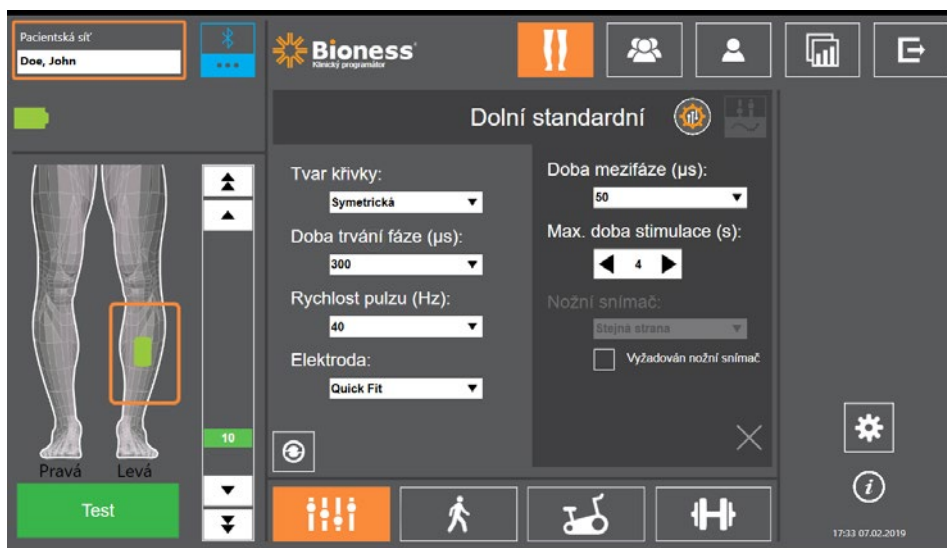 Pacientská síť
Doe, John
Bioness
Klinický programátor
Dolní standardní
Tvar křivky:
Symetrická
Doba trvání fáze (µs):
300
Rychlost pulzu (Hz):
40
Elektroda:
Quick Fit
Doba mezifáze (µs):
50
Max. doba stimulace (s):
4
Nožní snímač:
Stejná strana
Vyžadován nožní snímač
10
Pravá Levá
Test
17:33 07.02.2019